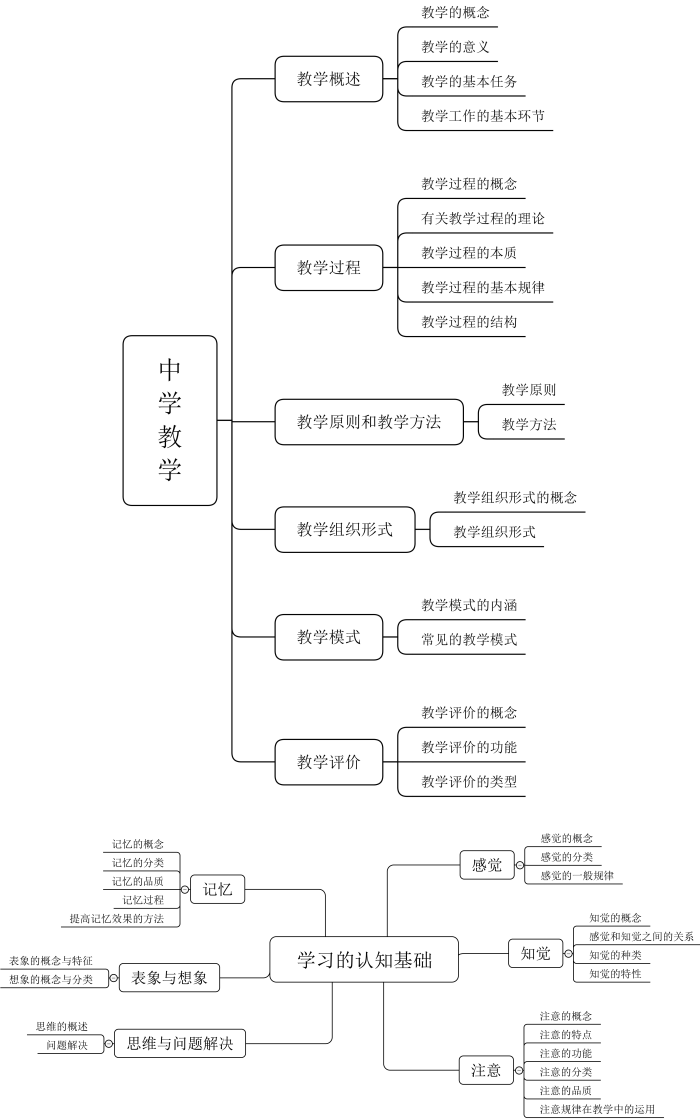 中学教学
教学概述
教学的概念
教学的意义
教学的基本任务
教学工作的基本环节
教学过程
教学过程的概念
有关教学过程的理论
教学过程的本质
教学过程的基本规律
教学过程的结构
教学原则和教学方法
教学原则
教学方法
教学组织形式
教学组织形式的概念
教学组织形式
教学模式
教学模式的内涵
常见的教学模式
教学评价
教学评价的概念
教学评价的功能
教学评价的类型
学习的认知基础
记忆
记忆的概念
记忆的分类
记忆的品质
记忆过程
提高记忆效果的方法
表象与想象
表象的概念与特征
想象的概念与分类
思维与问题解决
思维的概述
问题解决
感觉
感觉的概念
感觉的分类
感觉的一般规律
知觉
知觉的概念
感觉和知觉之间的关系
知觉的种类
知觉的特性
注意
注意的概念
注意的特点
注意的功能
注意的分类
注意的品质
注意规律在教学中的运用